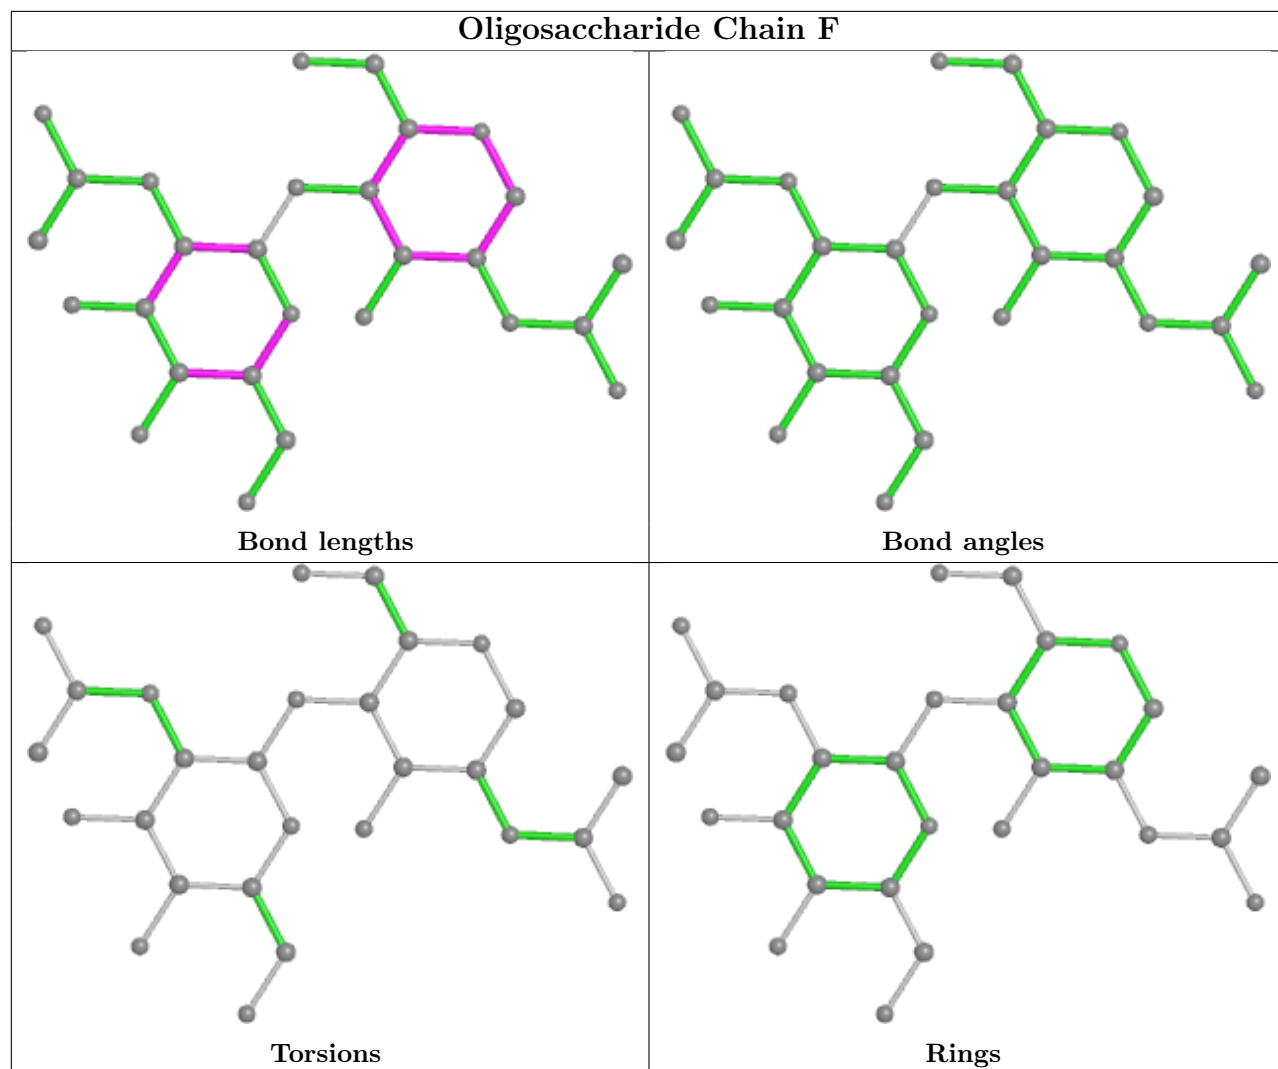 Oligosaccharide Chain F
Bond lengths
Bond angles
Torsions
Rings